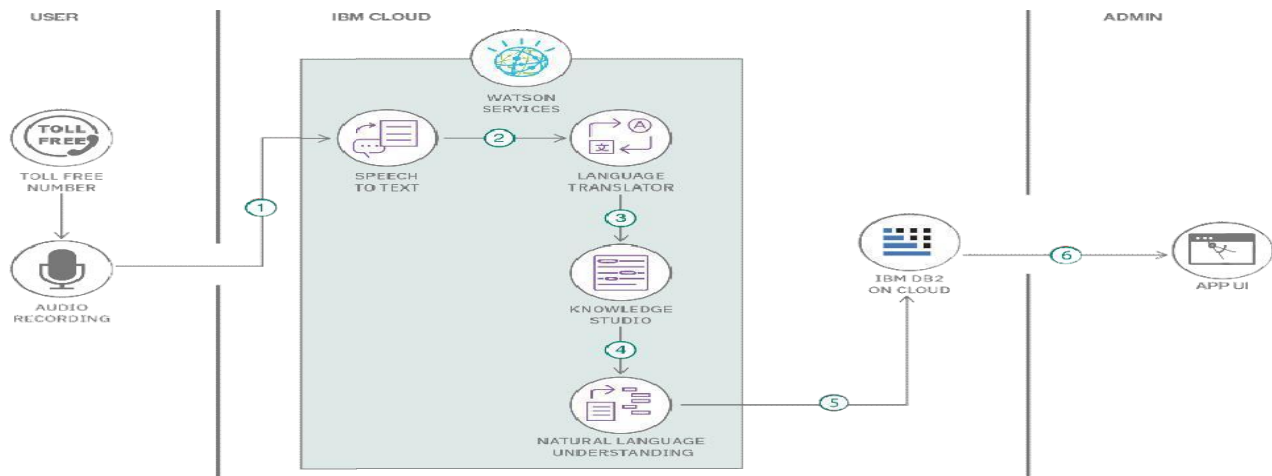 USER
IBM CLOUD
ADMIN
WATSON
SERVICES
TOLL
FREE
TOLL FREE
NUMBER
AUDIO
RECORDING
1
SPEECH
TO TEXT
2
A
文
LANGUAGE
TRANSLATOR
3
KNOWLEDGE
STUDIO
4
NATURAL LANGUAGE
UNDERSTANDING
5
IBM DB2
ON CLOUD
6
APP UI